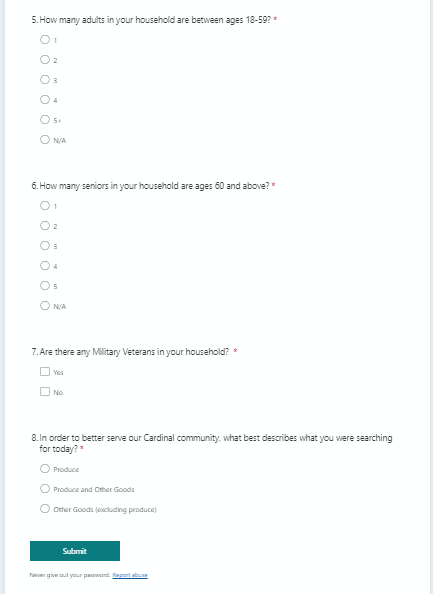 5. How many adults in your household are between ages 18-59? *
1
2
3
4
5+
N/A
6. How many seniors in your household are ages 60 and above? *
1
2
3
4
5
N/A
7. Are there any Military Veterans in your household? *
Yes
No
8. In order to better serve our Cardinal community, what best describes what you were searching
for today? *
Produce
Produce and Other Goods
Other Goods (excluding produce)
Submit
Never give out your password. Report abuse